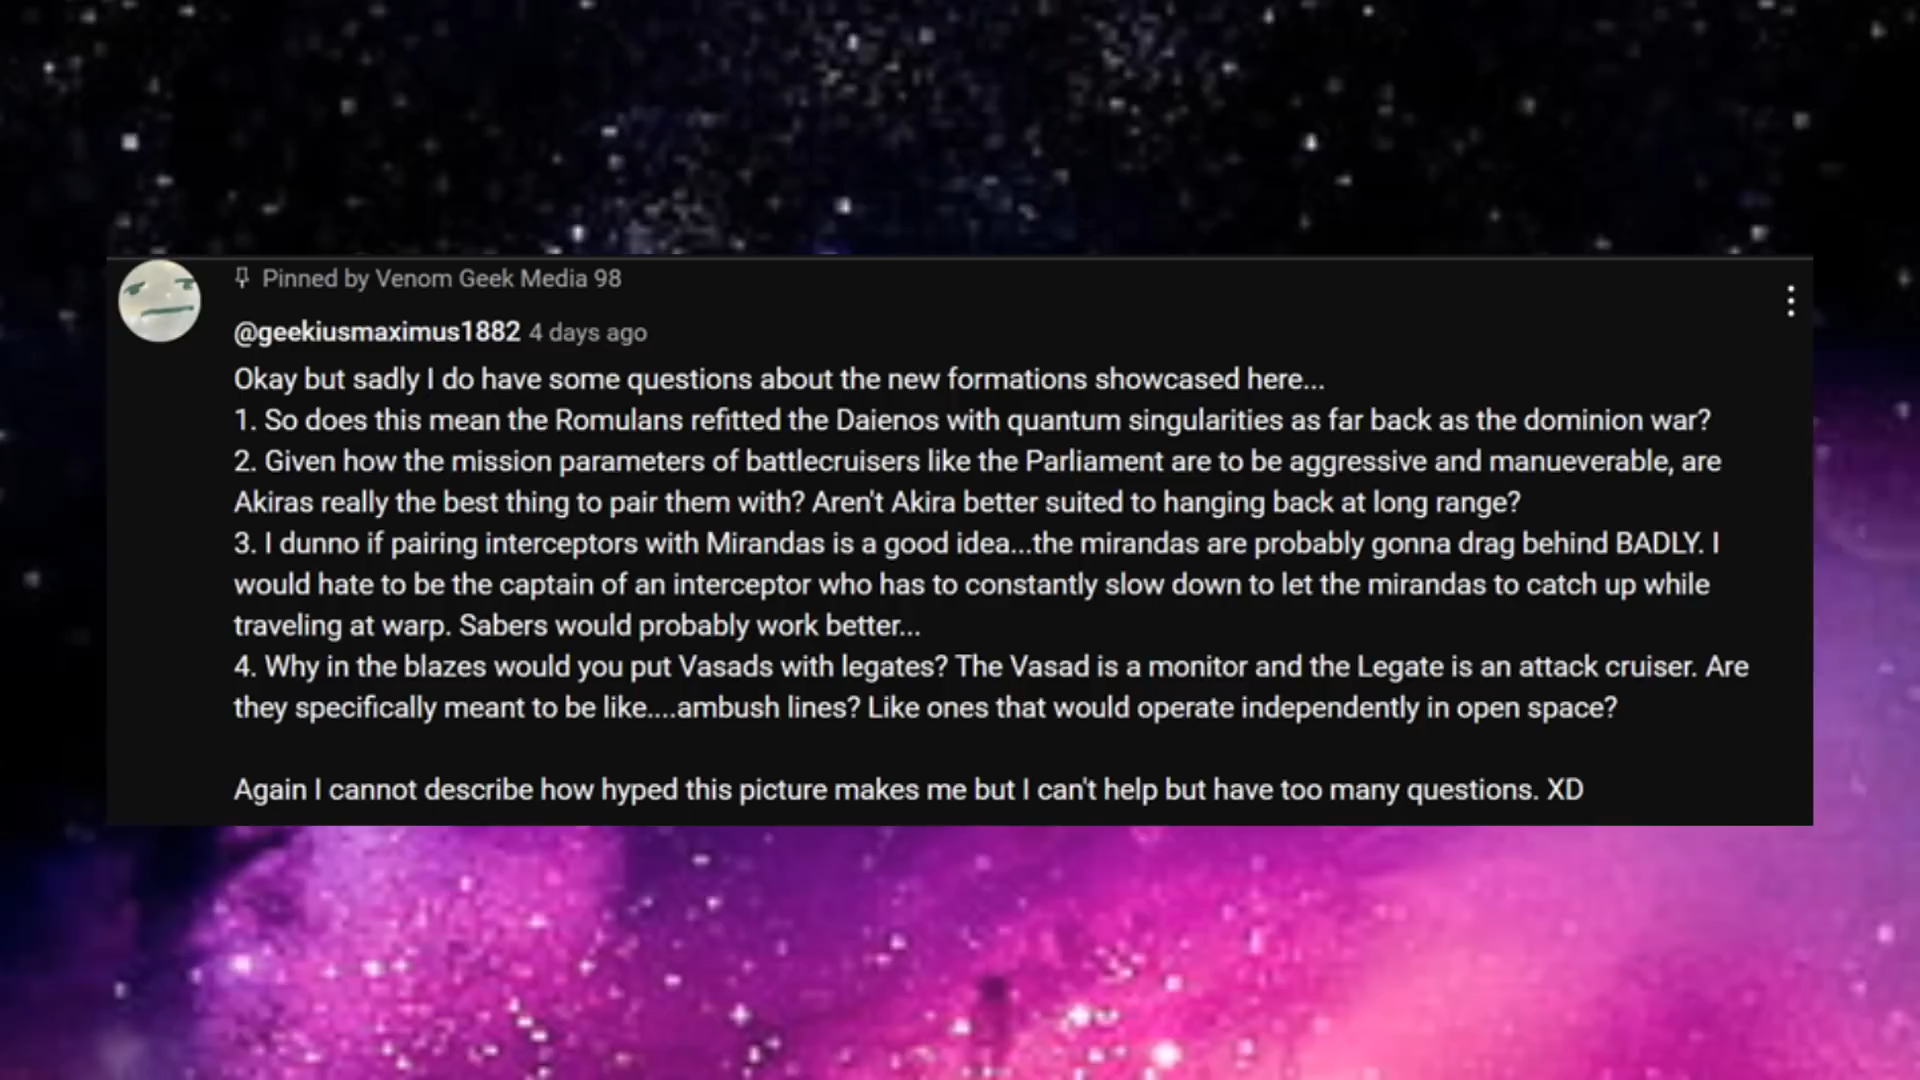 Pinned by Venom Geek Media 98
@geekiusmaximus1882 4 days ago
Okay but sadly I do have some questions about the new formations showcased here...
1. So does this mean the Romulans refitted the Daienos with quantum singularities as far back as the dominion war?
2. Given how the mission parameters of battlecruisers like the Parliament are to be aggressive and manueverable, are
Akiras really the best thing to pair them with? Aren't Akira better suited to hanging back at long range?
3. I dunno if pairing interceptors with Mirandas is a good idea...the mirandas are probably gonna drag behind BADLY. I
would hate to be the captain of an interceptor who has to constantly slow down to let the mirandas to catch up while
traveling at warp. Sabers would probably work better...
4. Why in the blazes would you put Vasads with legates? The Vasad is a monitor and the Legate is an attack cruiser. Are
they specifically meant to be like....ambush lines? Like ones that would operate independently in open space?
Again I cannot describe how hyped this picture makes me but I can't help but have too many questions. XD